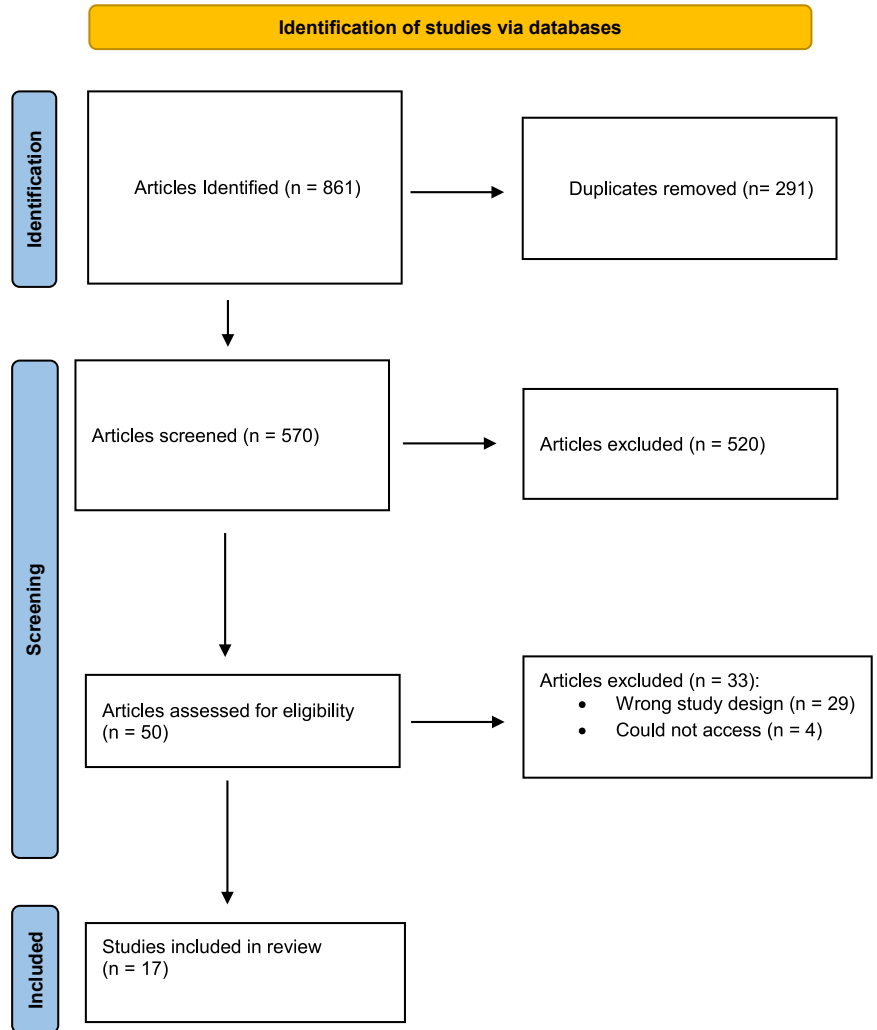 Identification of studies via databases
Identification
Articles Identified (n = 861)
Duplicates removed (n= 291)
Screening
Articles screened (n = 570)
Articles excluded (n = 520)
Articles assessed for eligibility
(n = 50)
Articles excluded (n = 33):
• Wrong study design (n = 29)
• Could not access (n = 4)
Included
Studies included in review
(n = 17)